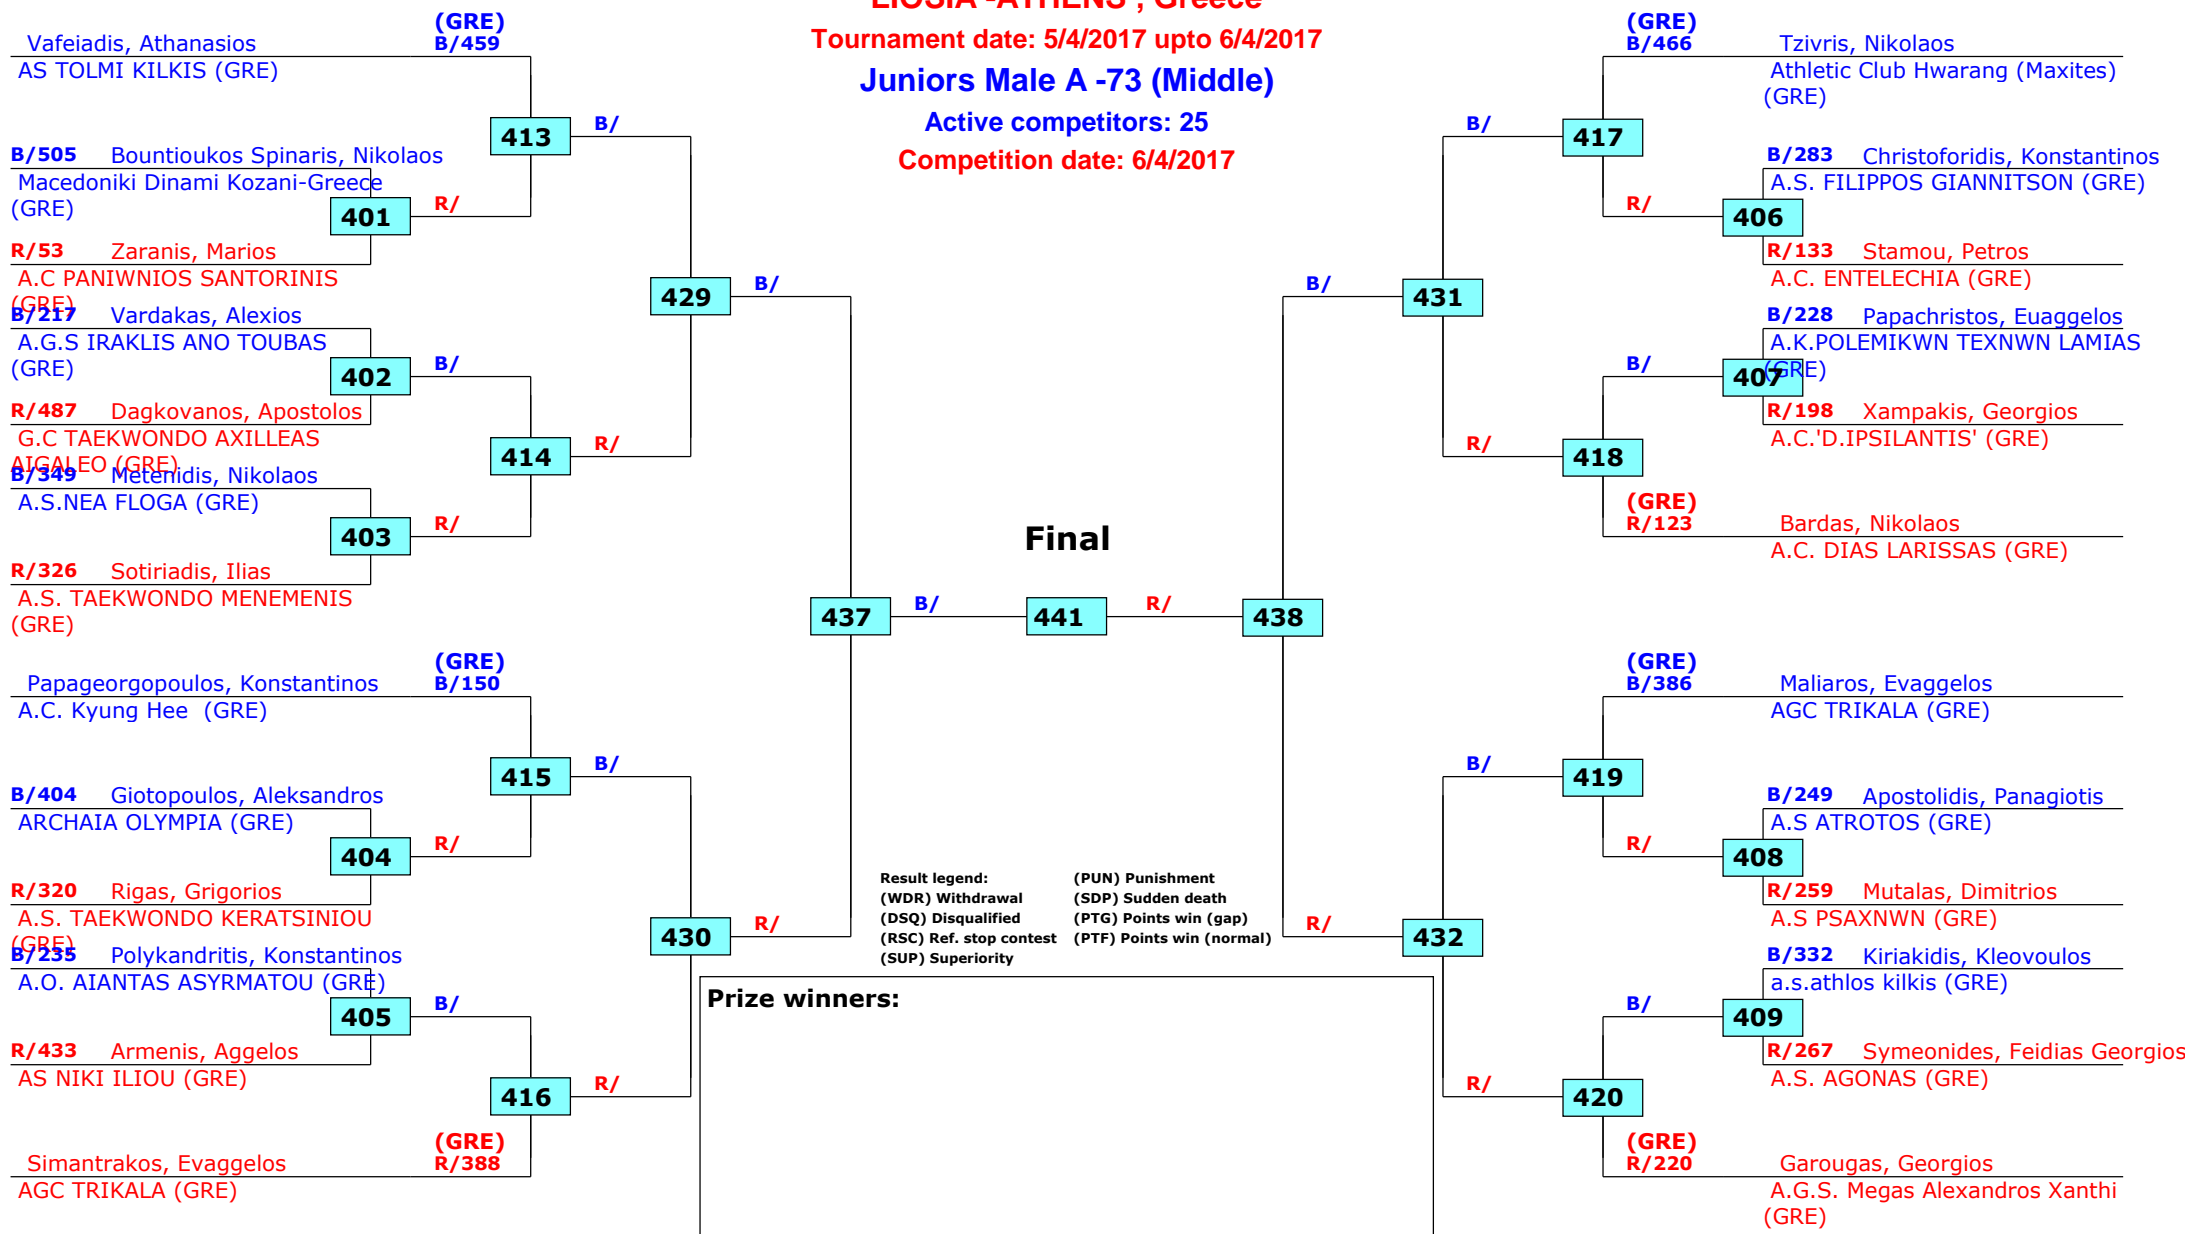 LIOSIA -ATHENS , Greece
Tournament date: 5/4/2017 upto 6/4/2017
Juniors Male A -73 (Middle)
Active competitors: 25
Competition date: 6/4/2017
(GRE)
Vafeiadis, Athanasios B/459
AS TOLMI KILKIS (GRE)
413
B/
B/505 Bountioukos Spinaris, Nikolaos
Macedoniki Dinami Kozani-Greece
(GRE)
401
R/
R/53 Zaranis, Marios
A.C PANIWNIOS SANTORINIS
(GRE)
429
B/
B/217 Vardakas, Alexios
A.G.S IRAKLIS ANO TOUBAS
(GRE)
402
B/
R/487 Dagkovanos, Apostolos
G.C TAEKWONDO AXILLEAS
AIGALEO (GRE)
414
R/
B/349 Metenidis, Nikolaos
A.S.NEA FLOGA (GRE)
403
R/
R/326 Sotiriadis, Ilias
A.S. TAEKWONDO MENEMENIS
(GRE)
437
B/
(GRE)
Papageorgopoulos, Konstantinos B/150
A.C. Kyung Hee (GRE)
415
B/
B/404 Giotopoulos, Aleksandros
ARCHAIA OLYMPIA (GRE)
404
R/
R/320 Rigas, Grigorios
A.S. TAEKWONDO KERATSINIOU
(GRE)
430
R/
B/235 Polykandritis, Konstantinos
A.O. AIANTAS ASYRMATOU (GRE)
405
B/
R/433 Armenis, Aggelos
AS NIKI ILIOU (GRE)
416
R/
(GRE)
Simantrakos, Evaggelos R/388
AGC TRIKALA (GRE)
Final
441
R/
438
(GRE)
B/466 Tzivris, Nikolaos
Athletic Club Hwarang (Maxites)
(GRE)
B/
417
B/283 Christoforidis, Konstantinos
A.S. FILIPPOS GIANNITSON (GRE)
R/
406
R/133 Stamou, Petros
A.C. ENTELECHIA (GRE)
B/
431
B/228 Papachristos, Euaggelos
A.K.POLEMIKWN TEXNWN LAMIAS
(GRE)
B/
407
R/198 Xampakis, Georgios
A.C.'D.IPSILANTIS' (GRE)
R/
418
(GRE)
R/123 Bardas, Nikolaos
A.C. DIAS LARISSAS (GRE)
(GRE)
B/386 Maliaros, Evaggelos
AGC TRIKALA (GRE)
B/
419
B/249 Apostolidis, Panagiotis
A.S ATROTOS (GRE)
R/
408
R/259 Mutalas, Dimitrios
A.S PSAXNWN (GRE)
R/
432
B/332 Kiriakidis, Kleovoulos
a.s.athlos kilkis (GRE)
B/
409
R/267 Symeonides, Feidias Georgios
A.S. AGONAS (GRE)
R/
420
(GRE)
R/220 Garougas, Georgios
A.G.S. Megas Alexandros Xanthi
(GRE)
Result legend: (PUN) Punishment
(WDR) Withdrawal (SDP) Sudden death
(DSQ) Disqualified (PTG) Points win (gap)
(RSC) Ref. stop contest (PTF) Points win (normal)
(SUP) Superiority
Prize winners: